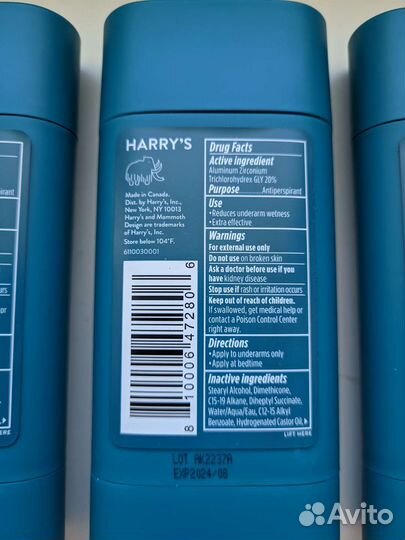 HARRY'S
Made in Canada.
Dist. by Harry's, Inc.,
New York, NY 10013
Harry's and Mammoth
Design are trademarks
of Harry's, Inc.
Store below 104°F.
6110030001
8 10006 47280 6
Drug Facts
Active ingredient
Aluminum Zirconium
Trichlorohydrex GLY 20%
Purpose Antiperspirant
Use
•Reduces underarm wetness
•Extra effective
Warnings
For external use only
Do not use on broken skin
Ask a doctor before use if you
have kidney disease
Stop use if rash or irritation occurs
Keep out of reach of children.
If swallowed, get medical help or
contact a Poison Control Center
right away.
Directions
•Apply to underarms only
•Apply at bedtime
Inactive ingredients
Stearyl Alcohol, Dimethicone,
C15-19 Alkane, Diheptyl Succinate,
Water/Aqua/Eau, C12-15 Alkyl
Benzoate, Hydrogenated Castor Oil,
LIFT HERE
LOT AK2237A
EXP2024/08
Avito